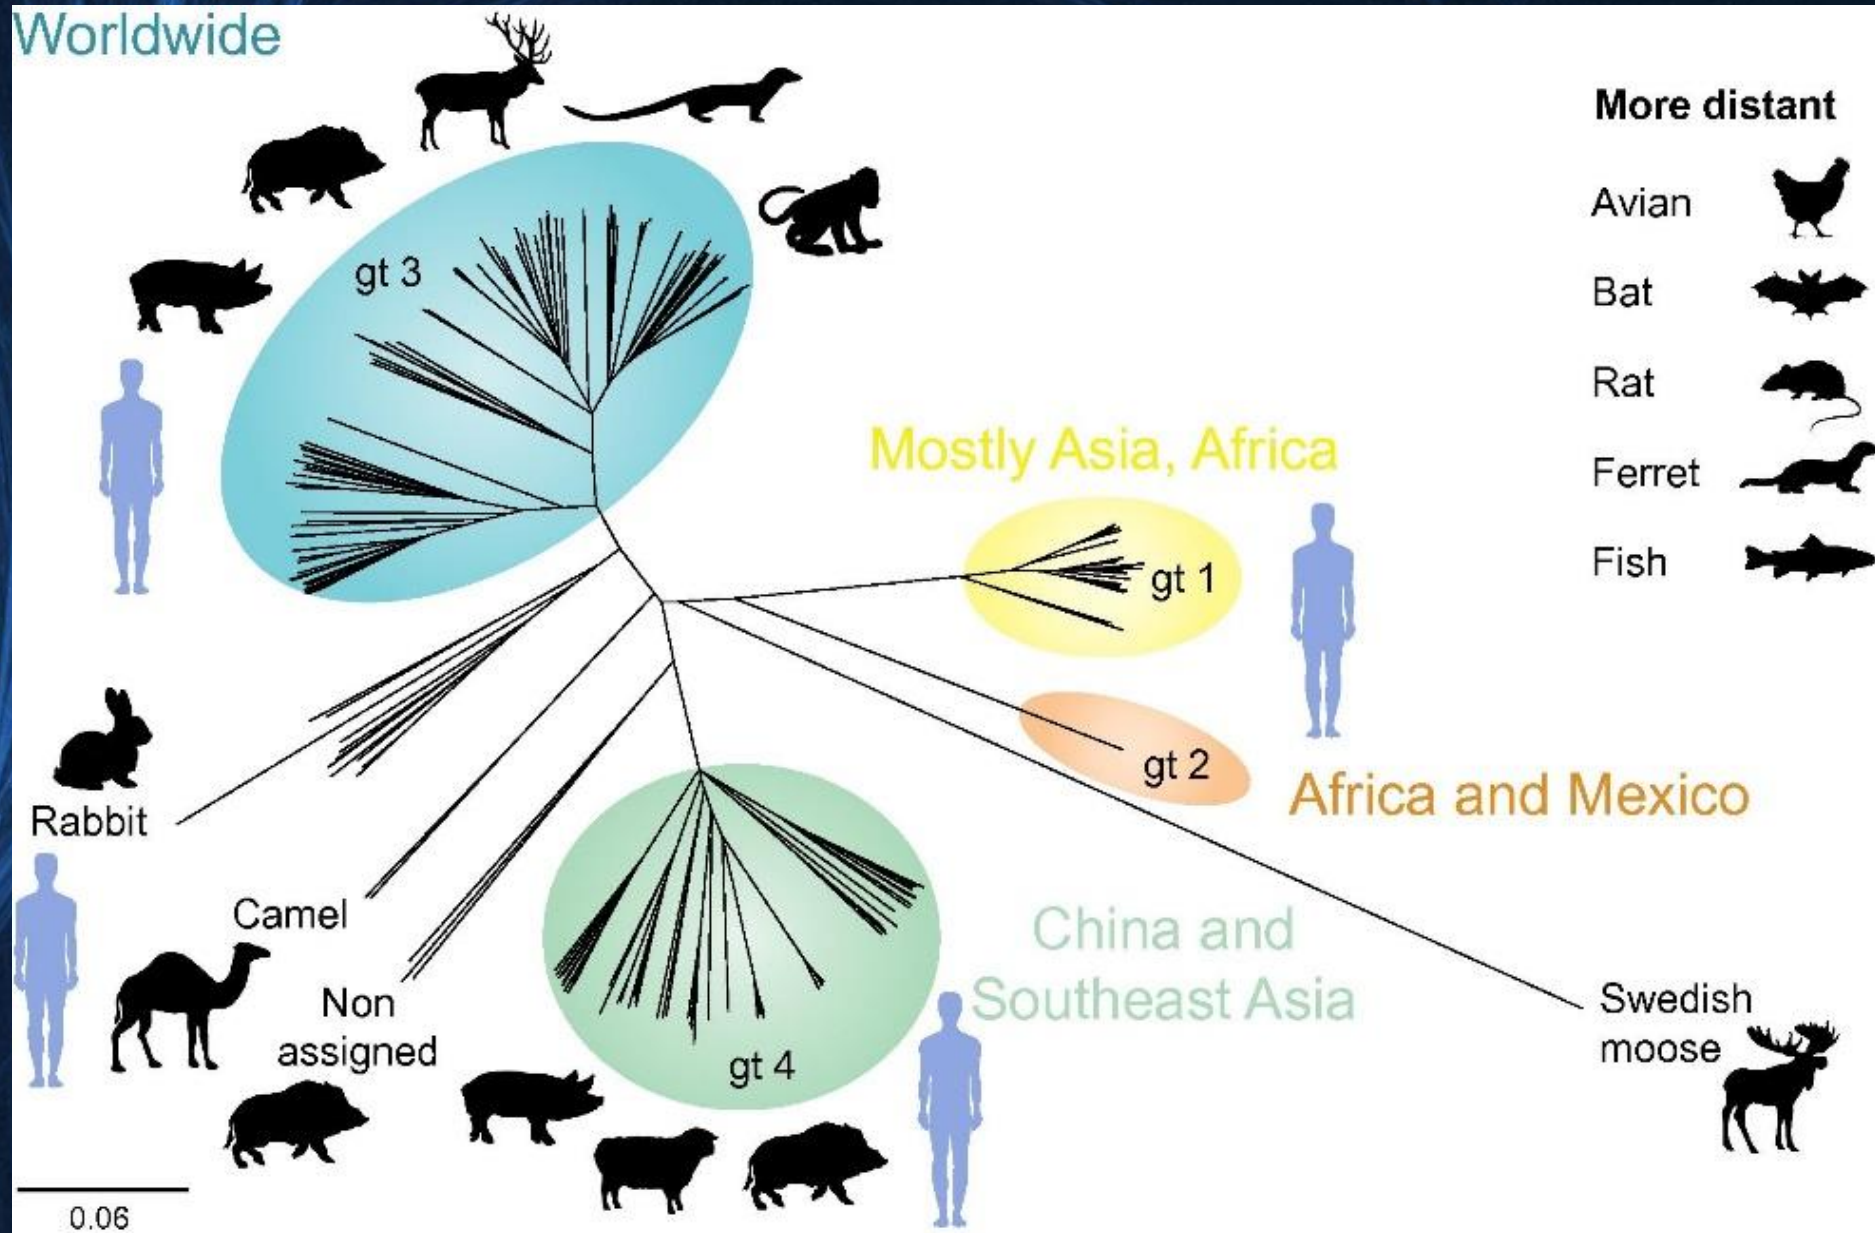 Worldwide
More distant
Avian
Bat
Rat
Ferret
Fish
gt 3
Mostly Asia, Africa
gt 1
gt 2
Africa and Mexico
Rabbit
Camel
Non
assigned
China and
Southeast Asia
gt 4
Swedish
moose
0.06